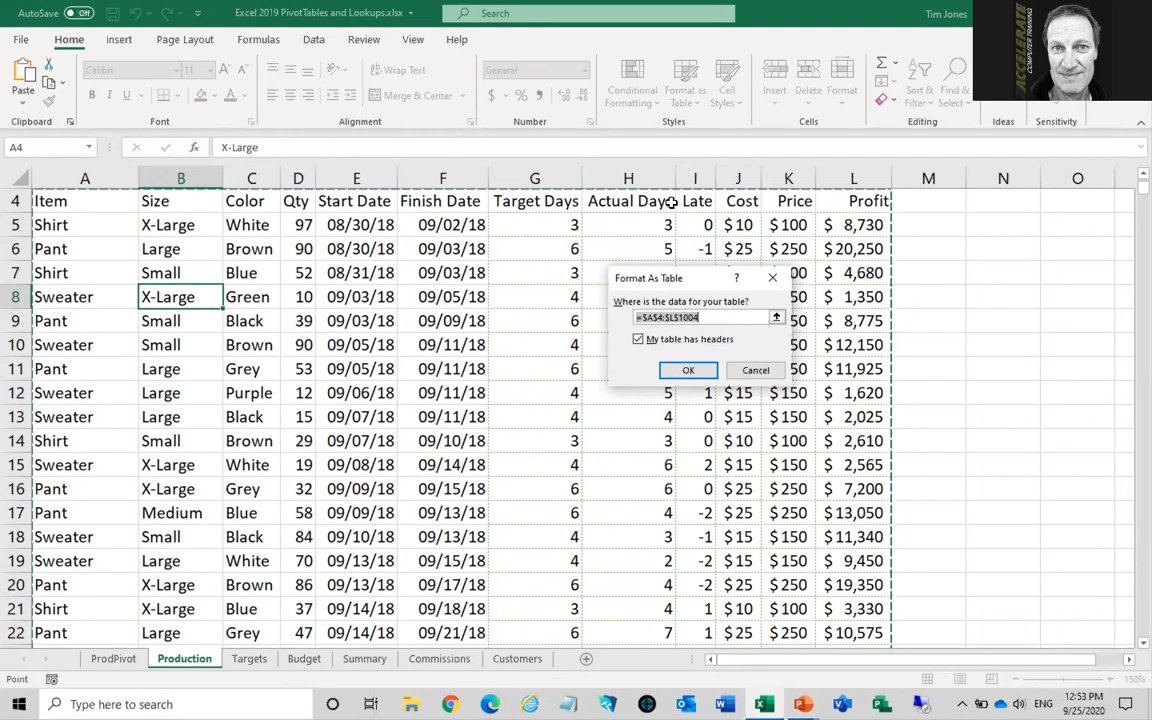 AutoSave Off Excel 2019 PivotTables and Lookups.xlsx Search Tim Jones
ACCELERATE
COMPUTER TRAINING
File Home Insert Page Layout Formulas Data Review View Help
Paste
Calibri 11 Wrap Text General
B I U Merge & Center $ % 9
Conditional Formatting Format as Table Cell Styles Insert Delete Format Sort & Filter Find & Select
Clipboard Font Alignment Number Styles Cells Editing Ideas Sensitivity
A4 fx X-Large
A B C D E F G H I J K L M N O
4 Item Size Color Qty Start Date Finish Date Target Days Actual Days Late Cost Price Profit
5 Shirt X-Large White 97 08/30/18 09/02/18 3 3 0 $ 10 $ 100 $ 8,730
6 Pant Large Brown 90 08/31/18 09/03/18 6 5 -1 $ 25 $ 250 $ 20,250
7 Shirt Small Blue 52 08/31/18 09/03/18 3 00 $ 4,680
8 Sweater X-Large Green 10 09/03/18 09/05/18 4 50 $ 1,350
9 Pant Small Black 39 09/03/18 09/09/18 6 50 $ 8,775
10 Sweater Small Brown 90 09/05/18 09/11/18 4 50 $ 12,150
11 Pant Large Grey 53 09/05/18 09/11/18 6 50 $ 11,925
12 Sweater Large Purple 12 09/06/18 09/11/18 4 5 1 $ 15 $ 150 $ 1,620
13 Sweater Large Black 15 09/07/18 09/11/18 4 4 0 $ 15 $ 150 $ 2,025
14 Shirt Small Brown 29 09/07/18 09/10/18 3 3 0 $ 10 $ 100 $ 2,610
15 Sweater X-Large White 19 09/08/18 09/14/18 4 6 2 $ 15 $ 150 $ 2,565
16 Pant X-Large Grey 32 09/09/18 09/15/18 6 6 0 $ 25 $ 250 $ 7,200
17 Pant Medium Blue 58 09/09/18 09/13/18 6 4 -2 $ 25 $ 250 $ 13,050
18 Sweater Small Black 84 09/10/18 09/13/18 4 3 -1 $ 15 $ 150 $ 11,340
19 Sweater Large White 70 09/13/18 09/15/18 4 2 -2 $ 15 $ 150 $ 9,450
20 Pant X-Large Brown 86 09/13/18 09/17/18 6 4 -2 $ 25 $ 250 $ 19,350
21 Shirt X-Large Blue 37 09/14/18 09/18/18 3 4 1 $ 10 $ 100 $ 3,330
22 Pant Large Grey 47 09/14/18 09/21/18 6 7 1 $ 25 $ 250 $ 10,575
Format As Table ?
Where is the data for your table?
=$A$4:$L$1004
My table has headers
OK Cancel
ProdPivot Production Targets Budget Summary Commissions Customers
Point 150%
Type here to search
12:53 PM
9/25/2020